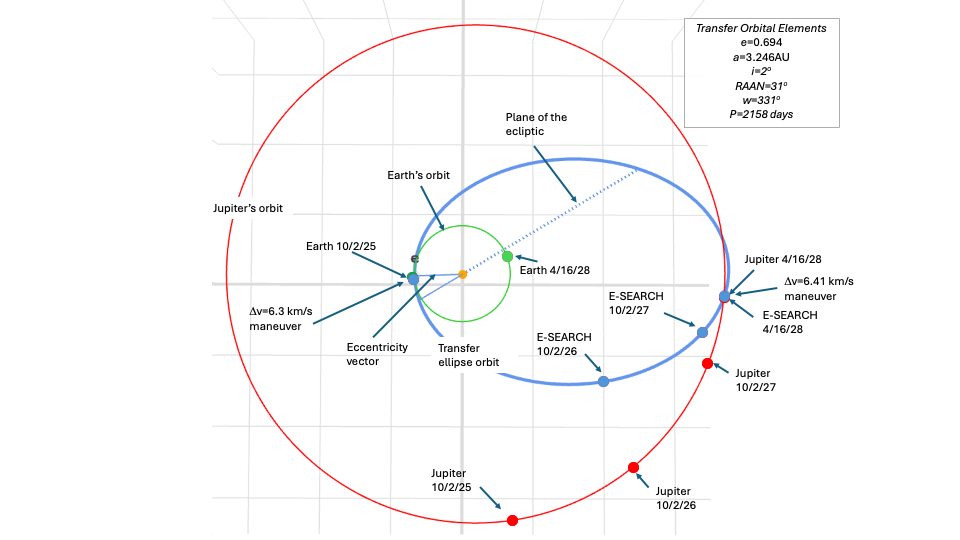 Transfer Orbital Elements
e=0.694
a=3.246AU
i=2º
RAAN=31º
w=331º
P=2158 days
Plane of the
ecliptic
Earth's orbit
Jupiter's orbit
Earth 10/2/25
e
Earth 4/16/28
Jupiter 4/16/28
Δv=6.41 km/s
maneuver
E-SEARCH
4/16/28
E-SEARCH
10/2/27
Δv=6.3 km/s
maneuver
E-SEARCH
10/2/26
Eccentricity
vector
Transfer
ellipse orbit
Jupiter
10/2/27
Jupiter
10/2/25
Jupiter
10/2/26